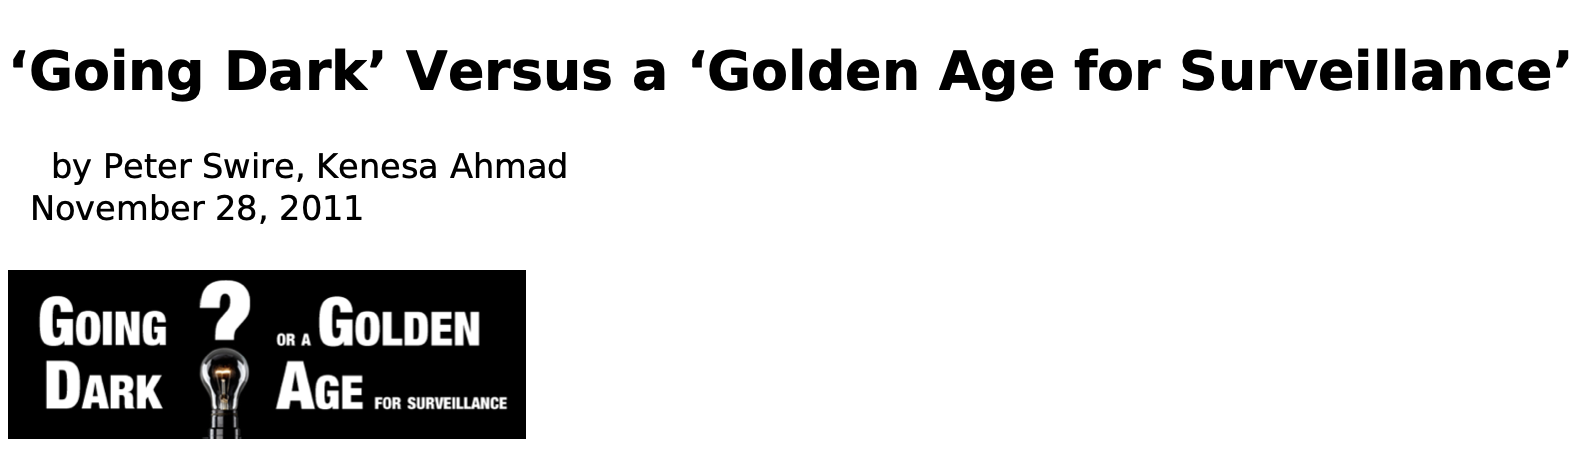 ‘Going Dark’ Versus a ‘Golden Age for Surveillance’
by Peter Swire, Kenesa Ahmad
November 28, 2011
GOING ? OR A GOLDEN
DARK AGE FOR SURVEILLANCE